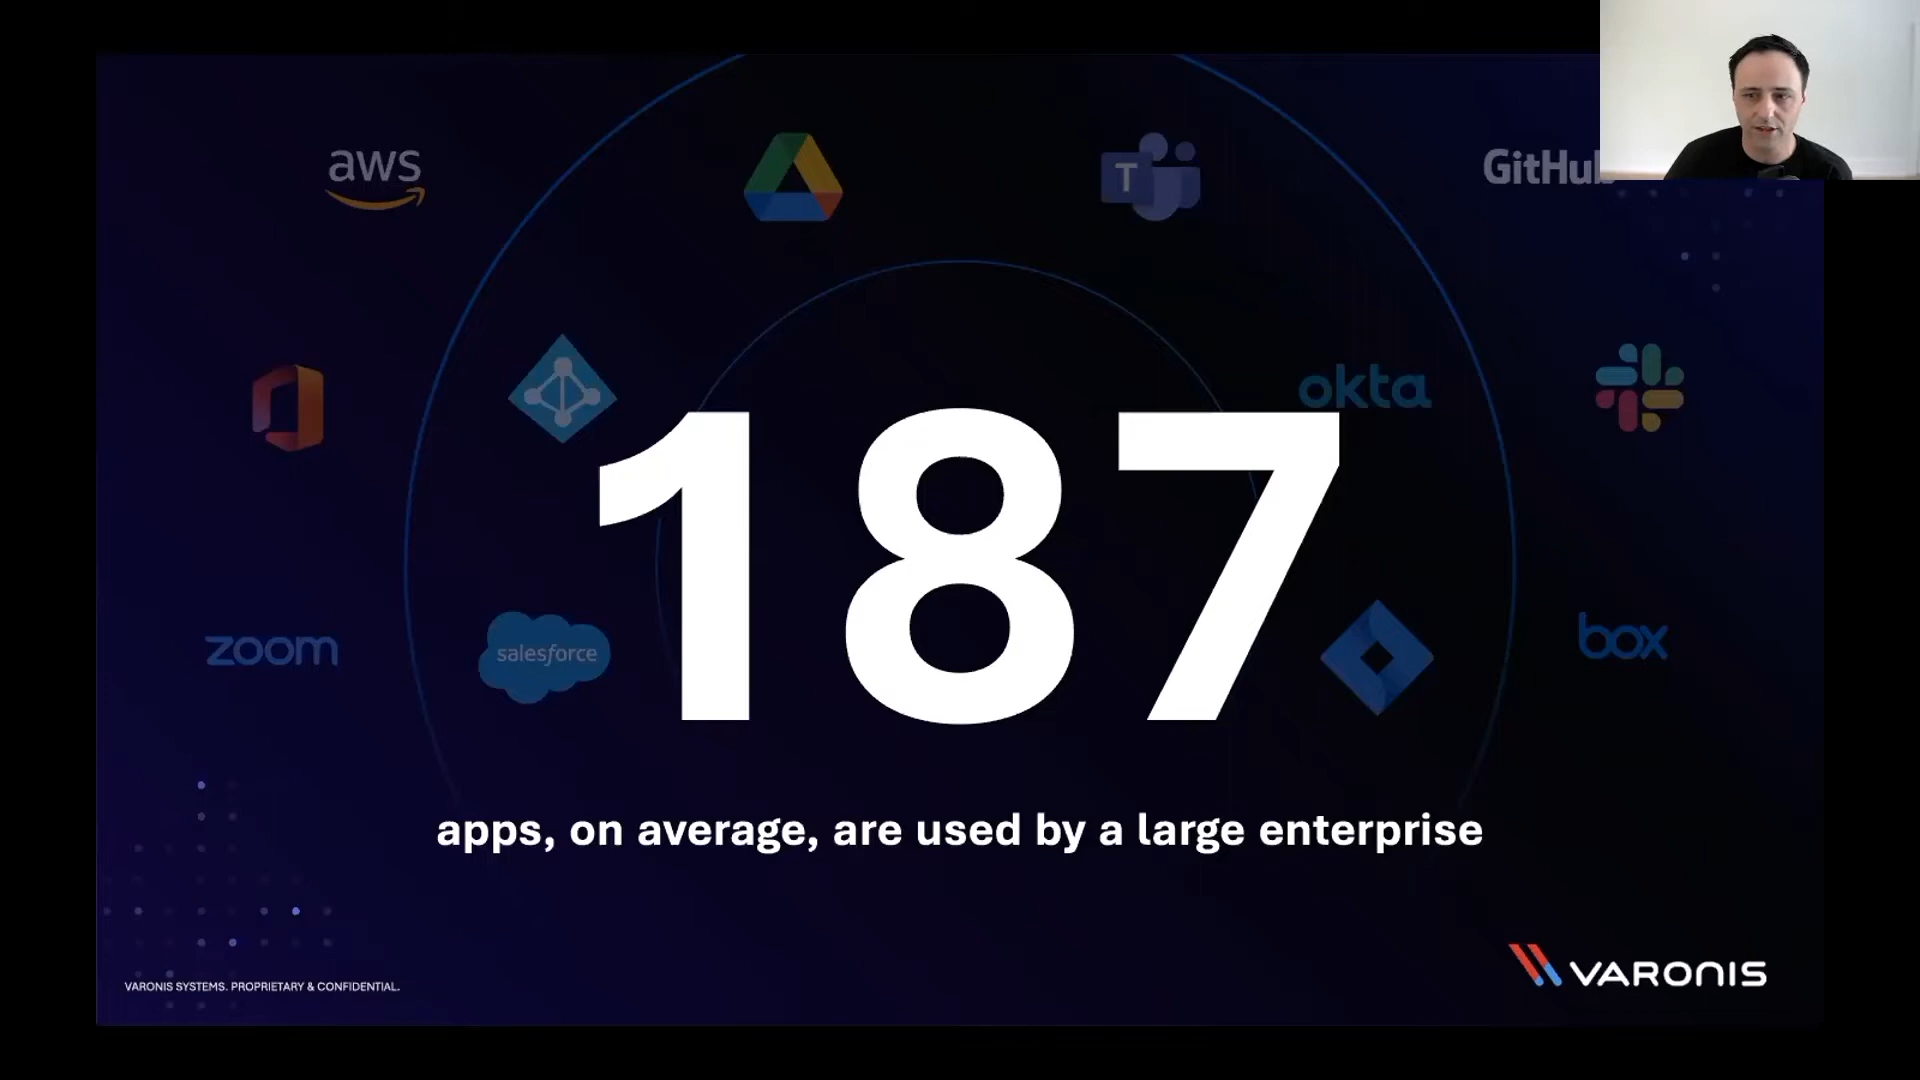 aws
T
GitHub
okta
187
zoom
salesforce
box
apps, on average, are used by a large enterprise
VARONIS
VARONIS SYSTEMS. PROPRIETARY & CONFIDENTIAL.